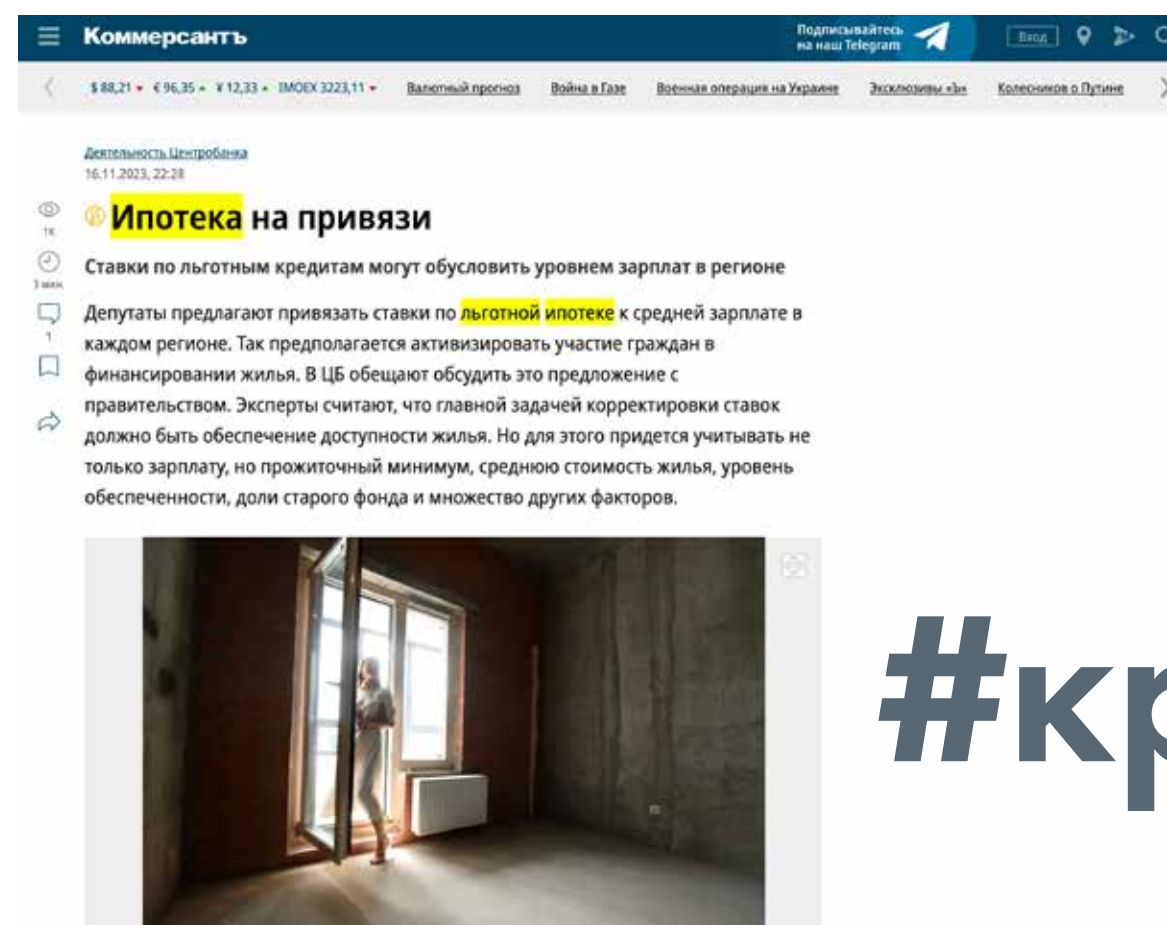 Коммерсантъ
Подписывайтесь
на наш Telegram
Вход
$ 88,21 € 96,35 ¥ 12,33 IMOEX 3223,11 Валютный прогноз Война в Газе Военная операция на Украине Эксклюзивы «Ъ» Колесников о Путине
Деятельность Центробанка
16.11.2023, 22:28
Ипотека на привязи
1K
3 мин.
1
Ставки по льготным кредитам могут обусловить уровнем зарплат в регионе
Депутаты предлагают привязать ставки по льготной ипотеке к средней зарплате в
каждом регионе. Так предполагается активизировать участие граждан в
финансировании жилья. В ЦБ обещают обсудить это предложение с
правительством. Эксперты считают, что главной задачей корректировки ставок
должно быть обеспечение доступности жилья. Но для этого придется учитывать не
только зарплату, но прожиточный минимум, среднюю стоимость жилья, уровень
обеспеченности, доли старого фонда и множество других факторов.
#кр